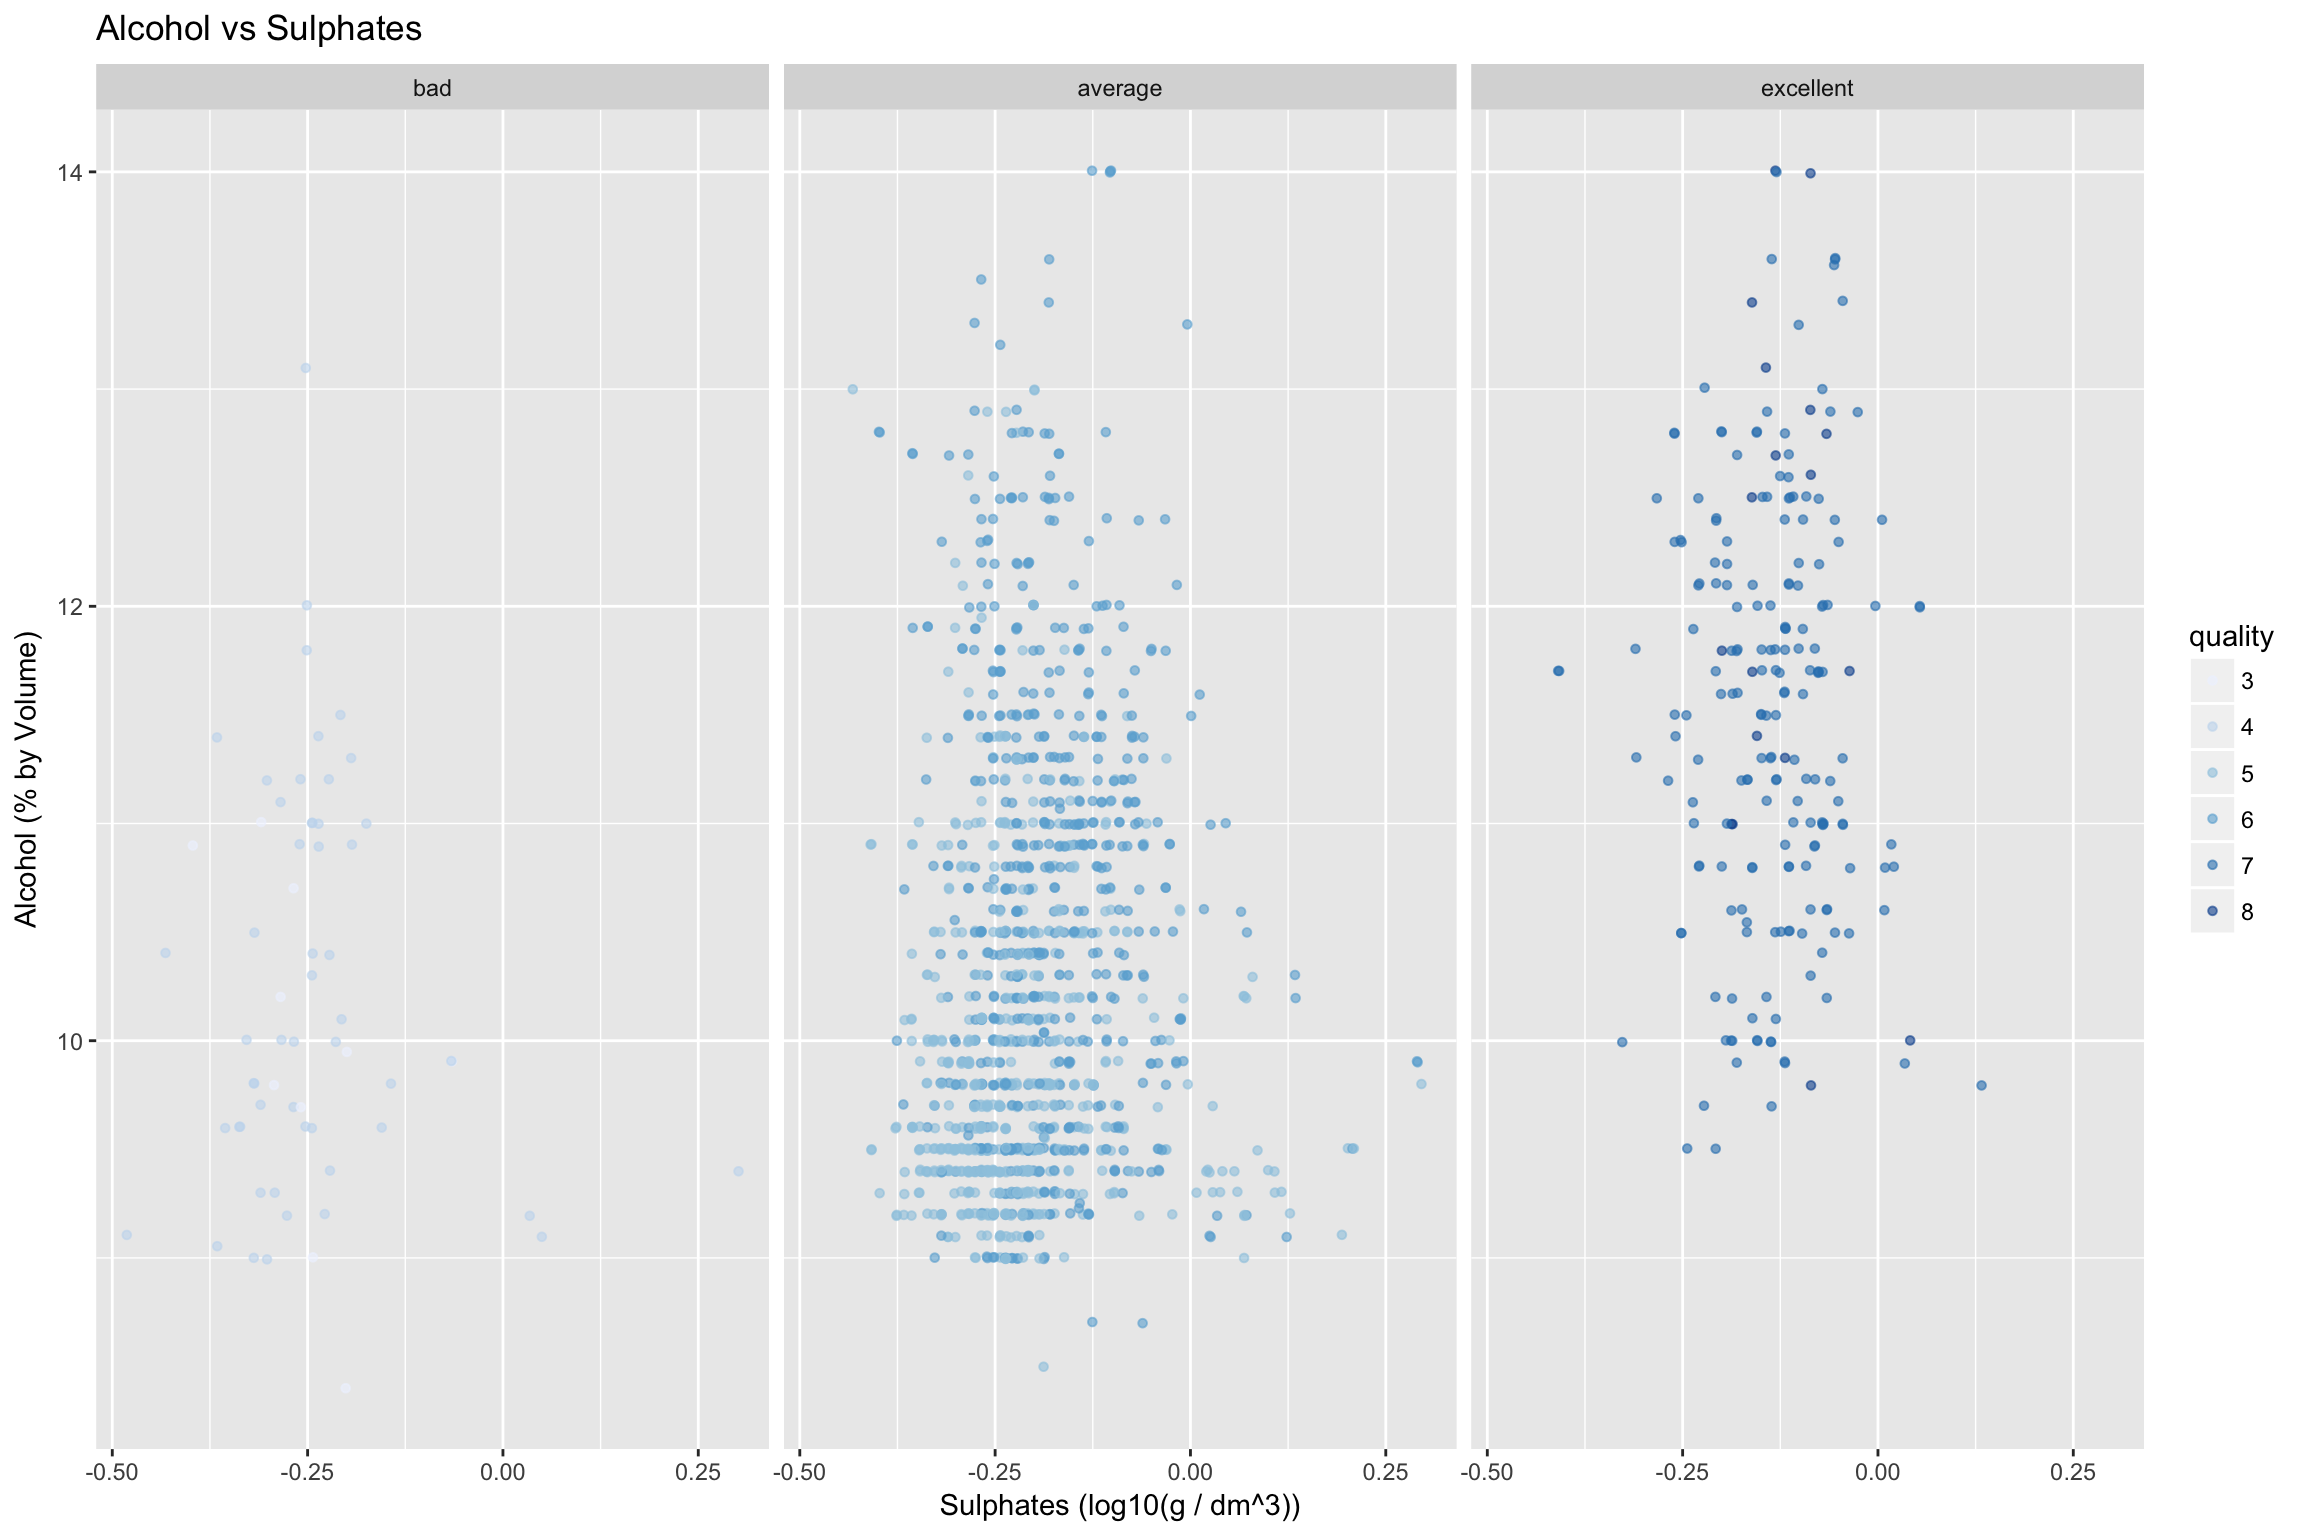 Alcohol vs Sulphates
bad average excellent
14
12
10
Alcohol (% by Volume)
-0.50 -0.25 0.00 0.25 -0.50 -0.25 0.00 0.25 -0.50 -0.25 0.00 0.25
Sulphates (log10(g / dm^3))
quality
3
4
5
6
7
8